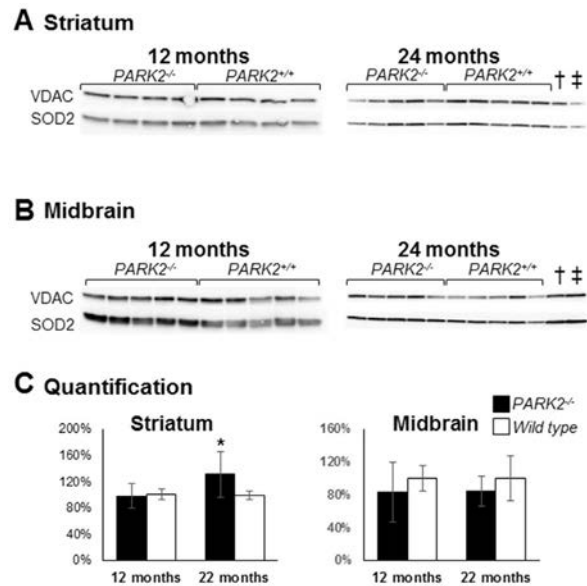 A Striatum
12 months 24 months
PARK2-/- PARK2+/+ PARK2-/- PARK2+/+ † ‡
VDAC
SOD2
B Midbrain
12 months 24 months
PARK2-/- PARK2+/+ PARK2-/- PARK2+/+ † ‡
VDAC
SOD2
C Quantification
PARK2-/-
Wild type
Striatum
200%
160%
120%
80%
40%
0%
*
12 months 22 months
Midbrain
160%
120%
80%
40%
0%
12 months 22 months